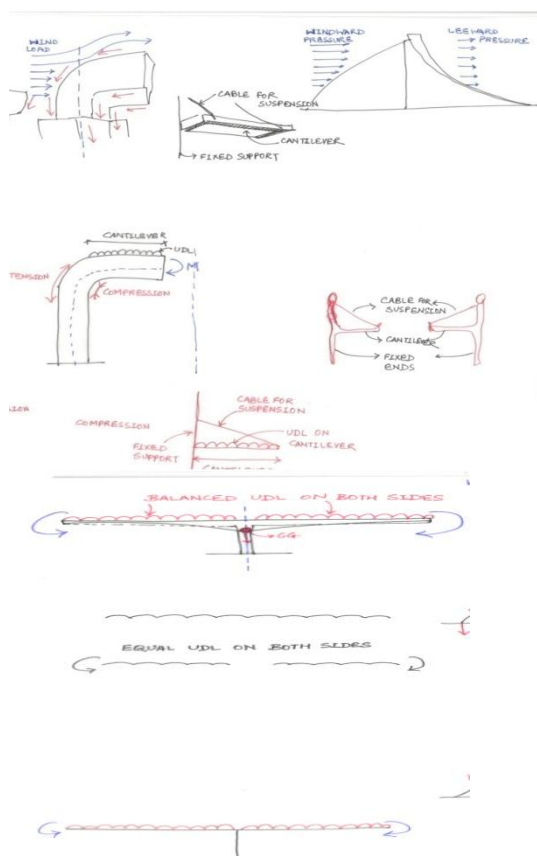 WIND
LOAD
WINDWARD
PRESSURE
LEEWARD
PRESSURE
CABLE FOR
SUSPENSION
CANTILEVER
FIXED SUPPORT
CANTILEVER
UDL
M
TENSION
COMPRESSION
CABLE FOR
SUSPENSION
CANTILEVER
FIXED
ENDS
CABLE FOR
SUSPENSION
COMPRESSION
UDL ON
CANTILEVER
FIXED
SUPPORT
BALANCED UDL ON BOTH SIDES
CG
EQUAL UDL ON BOTH SIDES